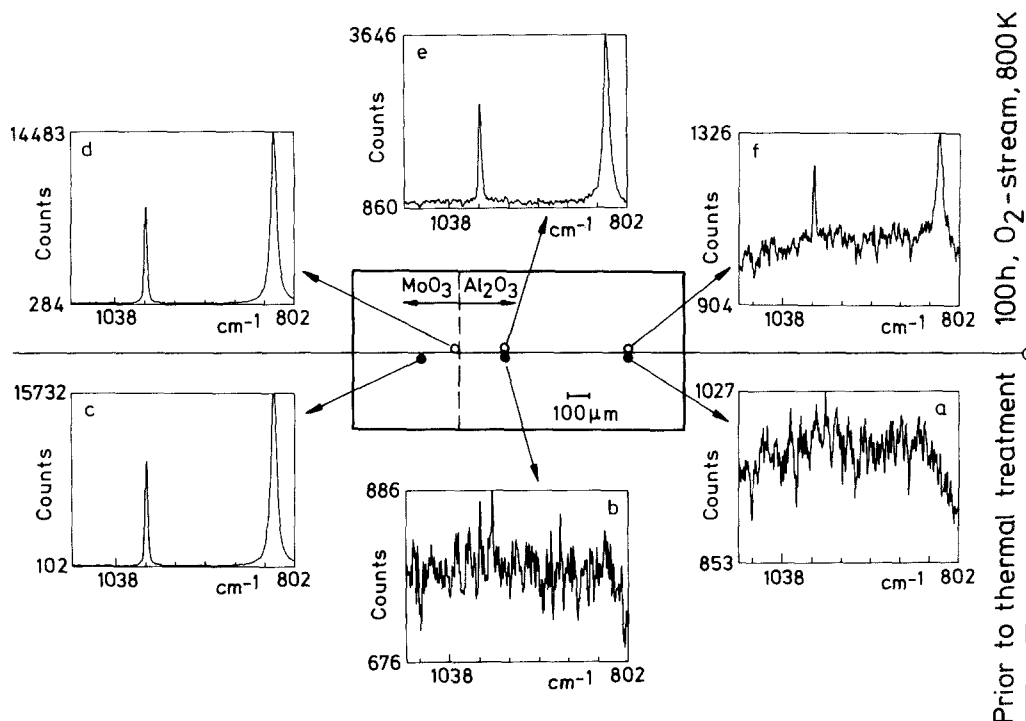 3646
e
Counts
860
1038
cm-1
802
14483
d
Counts
284
1038
cm-1
802
1326
f
Counts
904
1038
cm-1
802
100h, O2-stream, 800K
MoO3
Al2O3
100µm
15732
c
Counts
102
1038
cm-1
802
886
b
Counts
676
1038
cm-1
802
1027
a
Counts
853
1038
cm-1
802
Prior to thermal treatment